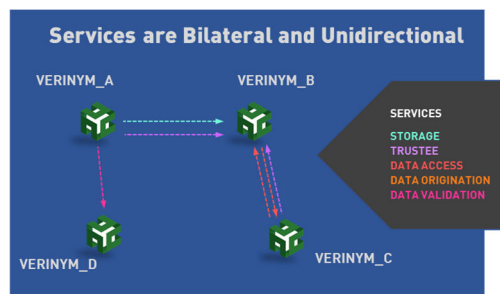 Services are Bilateral and Unidirectional
VERINYM_A
VERINYM_B
SERVICES
STORAGE
TRUSTEE
DATA ACCESS
DATA ORIGINATION
DATA VALIDATION
VERINYM_D
VERINYM_C